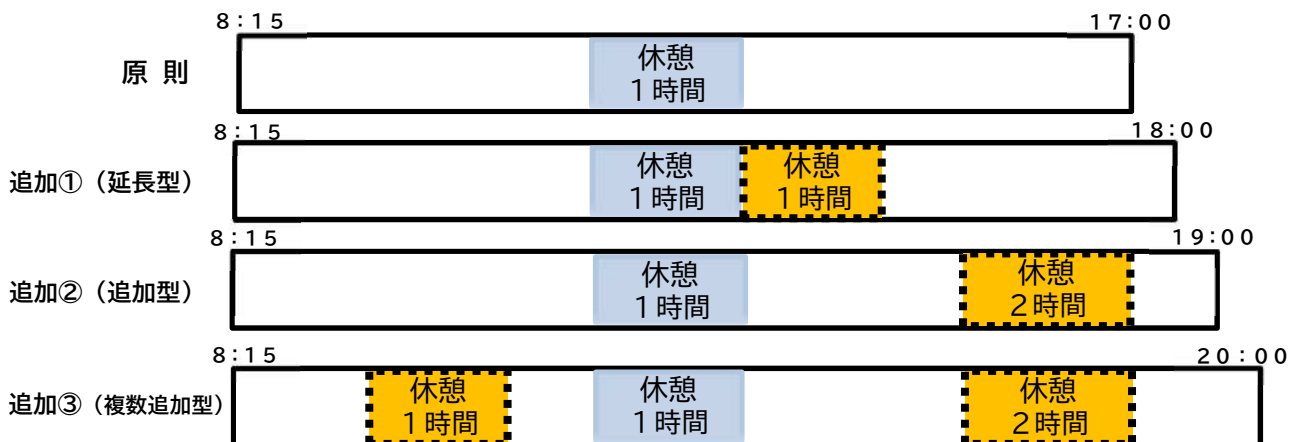 8:15 17:00
原 則
休憩
1時間
8:15 18:00
追加①（延長型）
休憩 休憩
1時間 1時間
8:15 19:00
追加②（追加型）
休憩 休憩
1時間 2時間
8:15 20:00
追加③（複数追加型）
休憩 休憩 休憩
1時間 1時間 2時間